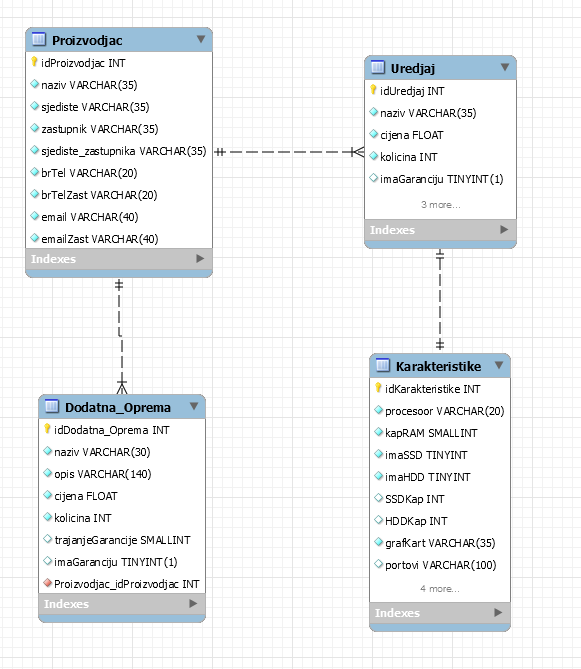 Proizvodjac
idProizvodjac INT
naziv VARCHAR(35)
sjediste VARCHAR(35)
zastupnik VARCHAR(35)
sjediste_zastupnika VARCHAR(35)
brTel VARCHAR(20)
brTelZast VARCHAR(20)
email VARCHAR(40)
emailZast VARCHAR(40)
Indexes
Uredjaj
idUredjaj INT
naziv VARCHAR(35)
cijena FLOAT
kolicina INT
imaGaranciju TINYINT(1)
3 more...
Indexes
Dodatna_Oprema
idDodatna_Oprema INT
naziv VARCHAR(30)
opis VARCHAR(140)
cijena FLOAT
kolicina INT
trajanjeGarancije SMALLINT
imaGaranciju TINYINT(1)
Proizvodjac_idProizvodjac INT
Indexes
Karakteristike
idKarakteristike INT
procesoor VARCHAR(20)
kapRAM SMALLINT
imaSSD TINYINT
imaHDD TINYINT
SSDKap INT
HDDKap INT
grafKart VARCHAR(35)
portovi VARCHAR(100)
4 more...
Indexes